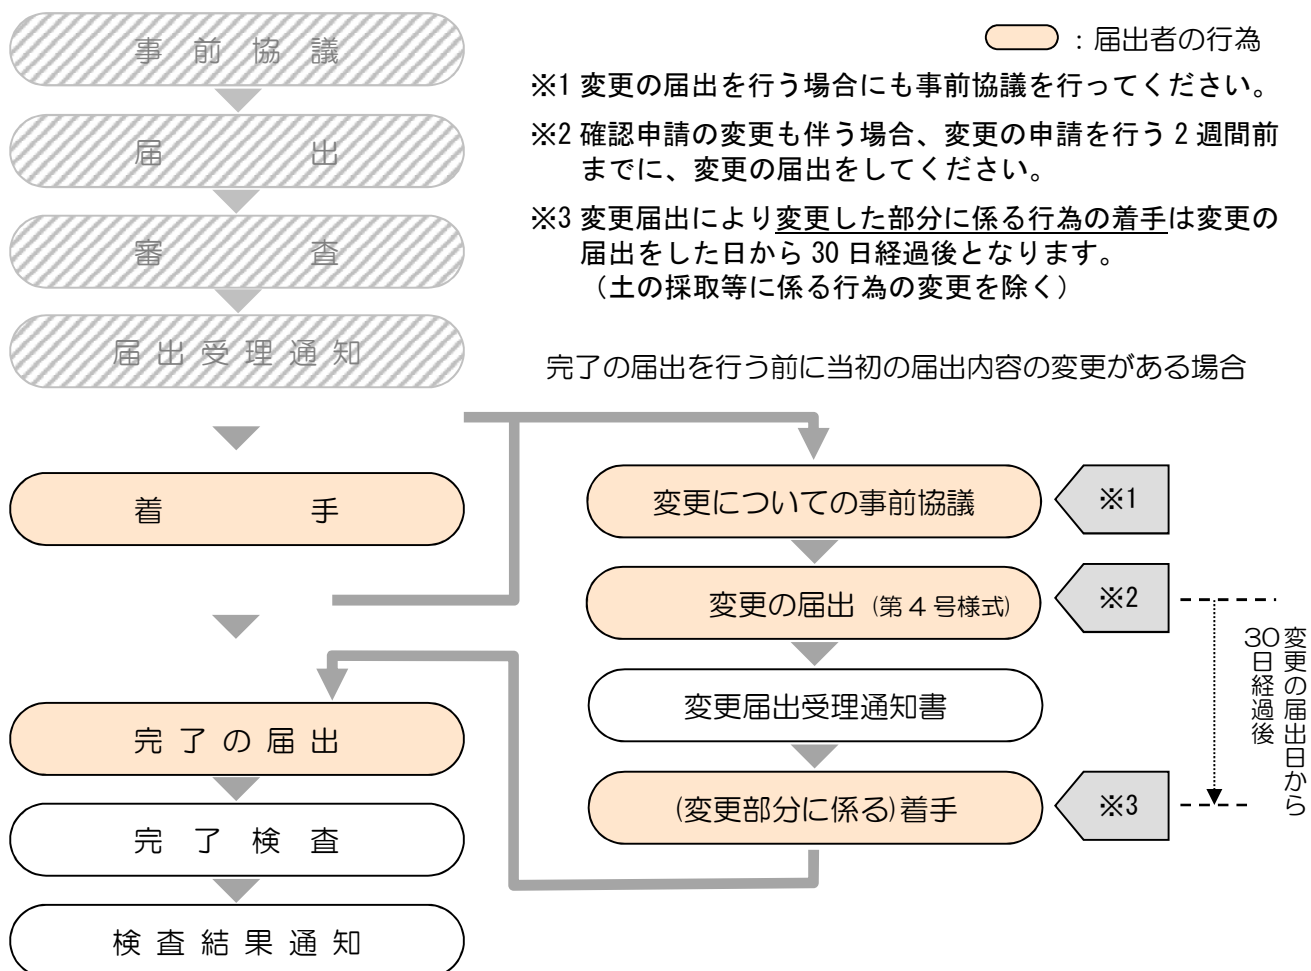 事前協議
届出
審査
届出受理通知
：届出者の行為
※1 変更の届出を行う場合にも事前協議を行ってください。
※2 確認申請の変更も伴う場合、変更の申請を行う 2 週間前
までに、変更の届出をしてください。
※3 変更届出により変更した部分に係る行為の着手は変更の
届出をした日から 30 日経過後となります。
（土の採取等に係る行為の変更を除く）
完了の届出を行う前に当初の届出内容の変更がある場合
着手
変更についての事前協議
※1
変更の届出 (第４号様式)
※2
変更届出受理通知書
(変更部分に係る)着手
※3
変更の届出日から
30日経過後
完了の届出
完了検査
検査結果通知